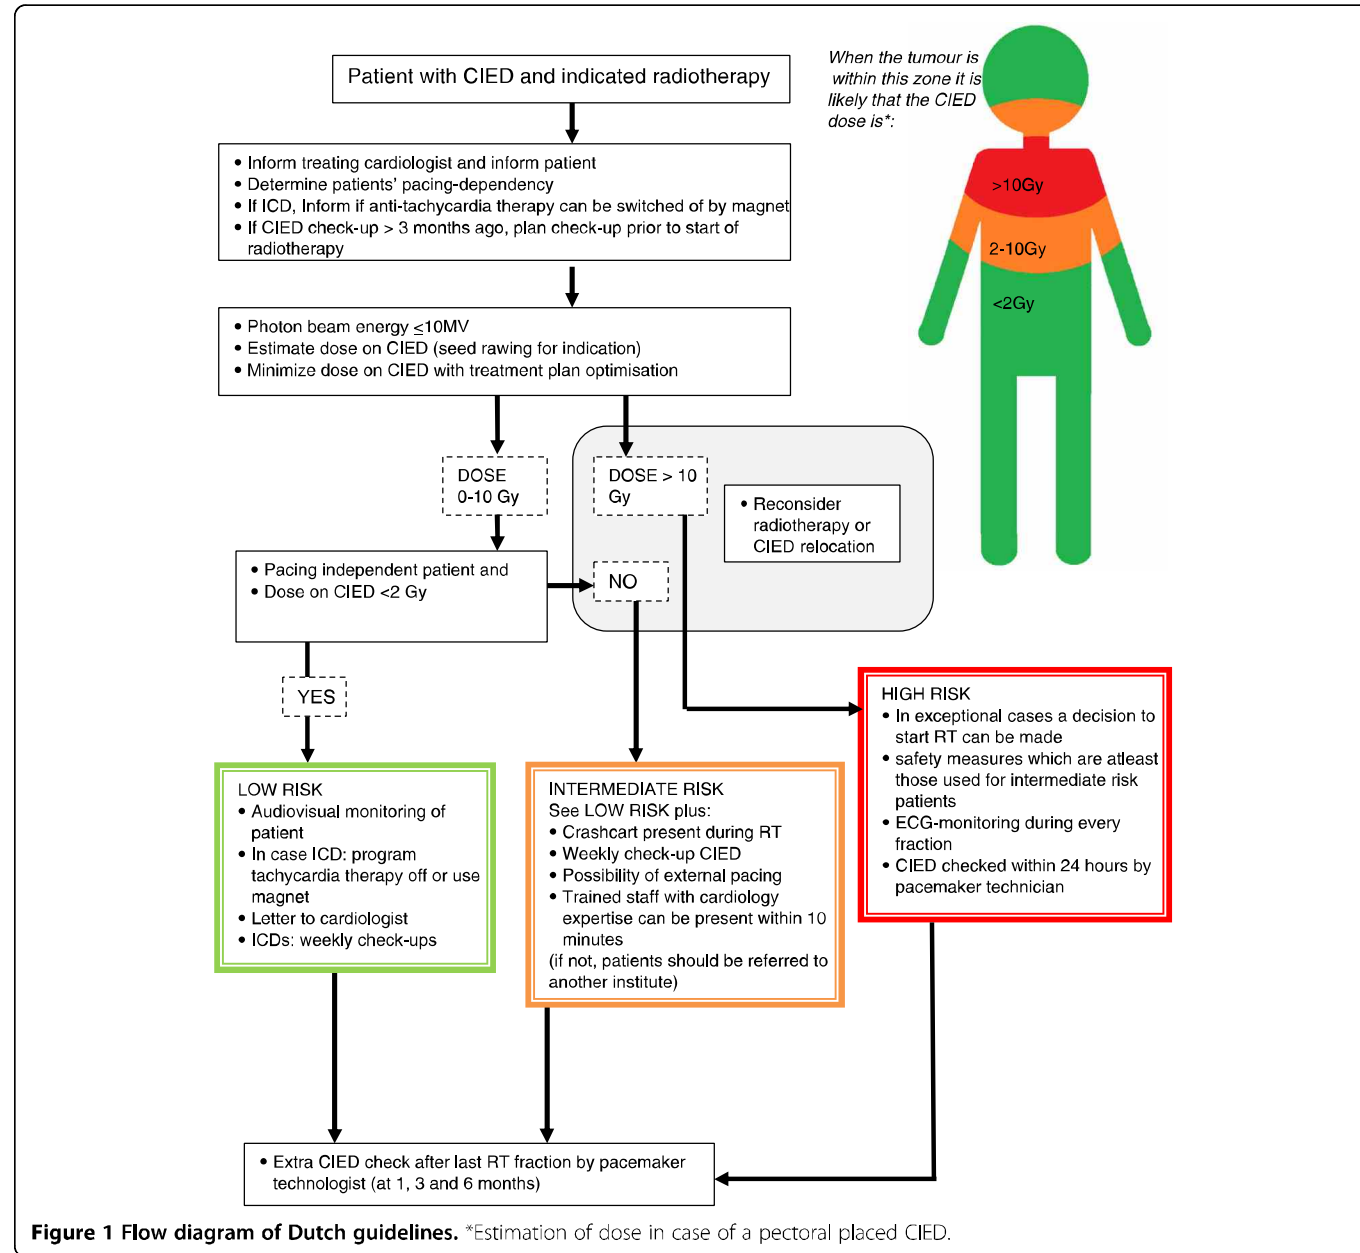 Patient with CIED and indicated radiotherapy
When the tumour is
within this zone it is
likely that the CIED
dose is*:
>10Gy
2-10Gy
<2Gy
• Inform treating cardiologist and inform patient
• Determine patients' pacing-dependency
• If ICD, Inform if anti-tachycardia therapy can be switched of by magnet
• If CIED check-up > 3 months ago, plan check-up prior to start of
radiotherapy
• Photon beam energy ≤10MV
• Estimate dose on CIED (seed rawing for indication)
• Minimize dose on CIED with treatment plan optimisation
DOSE
0-10 Gy
DOSE > 10
Gy
• Reconsider
radiotherapy or
CIED relocation
• Pacing independent patient and
• Dose on CIED <2 Gy
NO
YES
LOW RISK
• Audiovisual monitoring of
patient
• In case ICD: program
tachycardia therapy off or use
magnet
• Letter to cardiologist
• ICDs: weekly check-ups
INTERMEDIATE RISK
See LOW RISK plus:
• Crashcart present during RT
• Weekly check-up CIED
• Possibility of external pacing
• Trained staff with cardiology
expertise can be present within 10
minutes
(if not, patients should be referred to
another institute)
HIGH RISK
• In exceptional cases a decision to
start RT can be made
• safety measures which are atleast
those used for intermediate risk
patients
• ECG-monitoring during every
fraction
• CIED checked within 24 hours by
pacemaker technician
• Extra CIED check after last RT fraction by pacemaker
technologist (at 1, 3 and 6 months)
Figure 1 Flow diagram of Dutch guidelines. *Estimation of dose in case of a pectoral placed CIED.